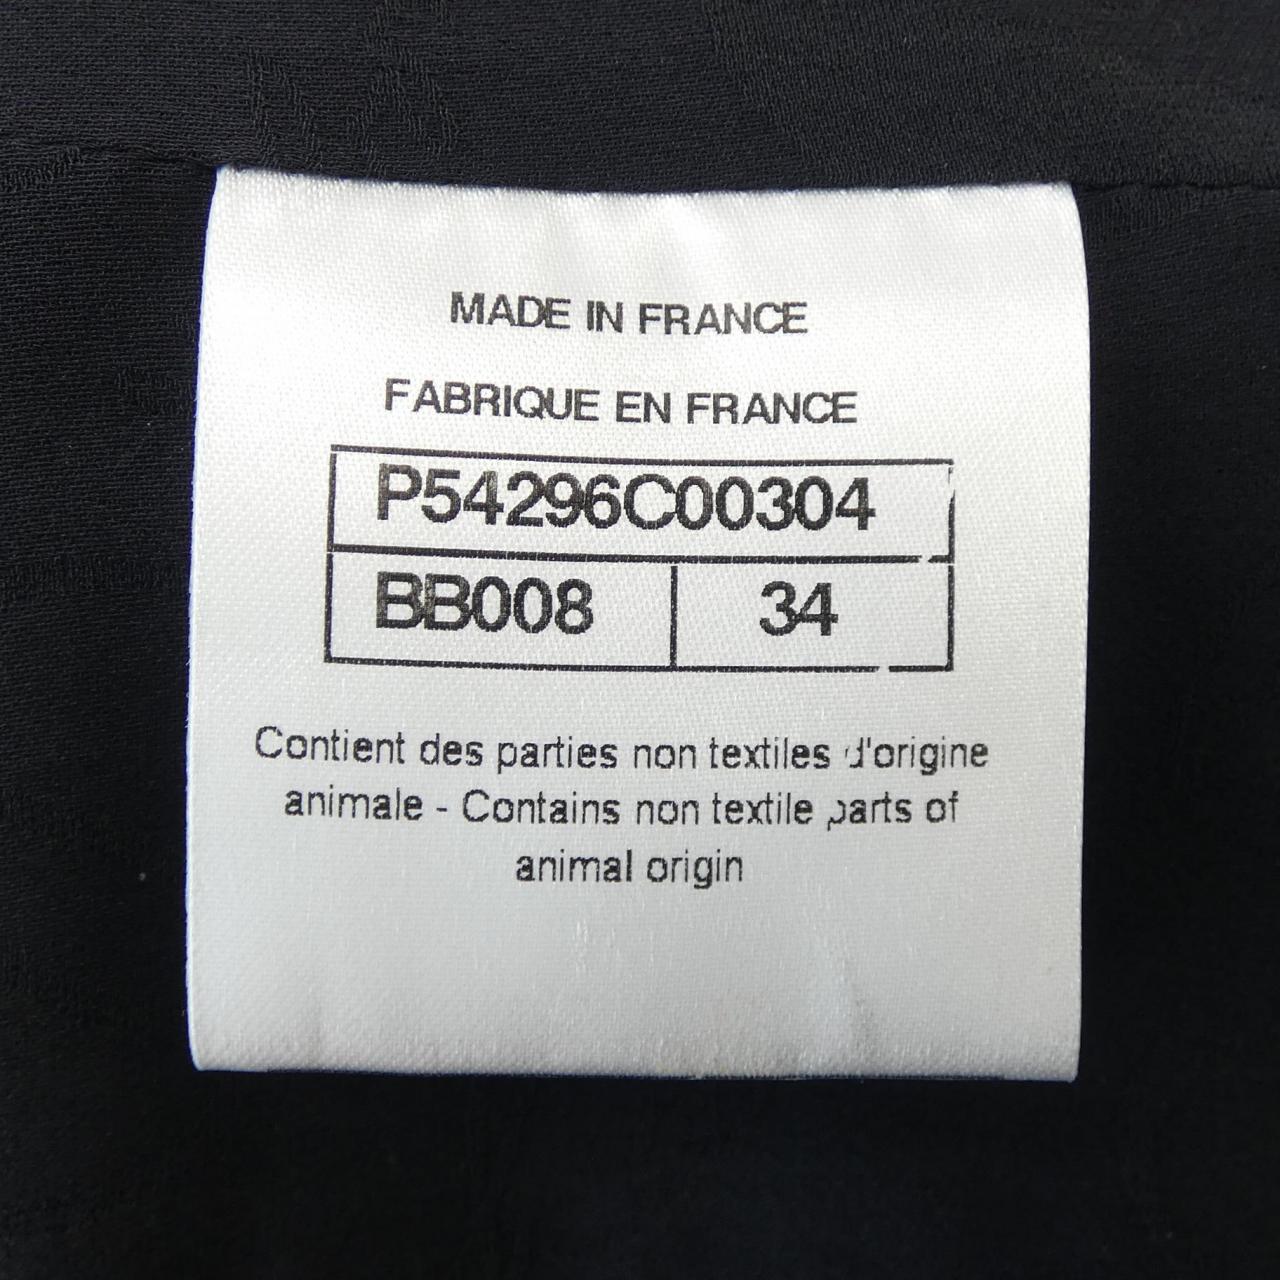 MADE IN FRANCE
FABRIQUE EN FRANCE
P54296C00304
BB008 34
Contient des parties non textiles d'origine
animale - Contains non textile parts of
animal origin